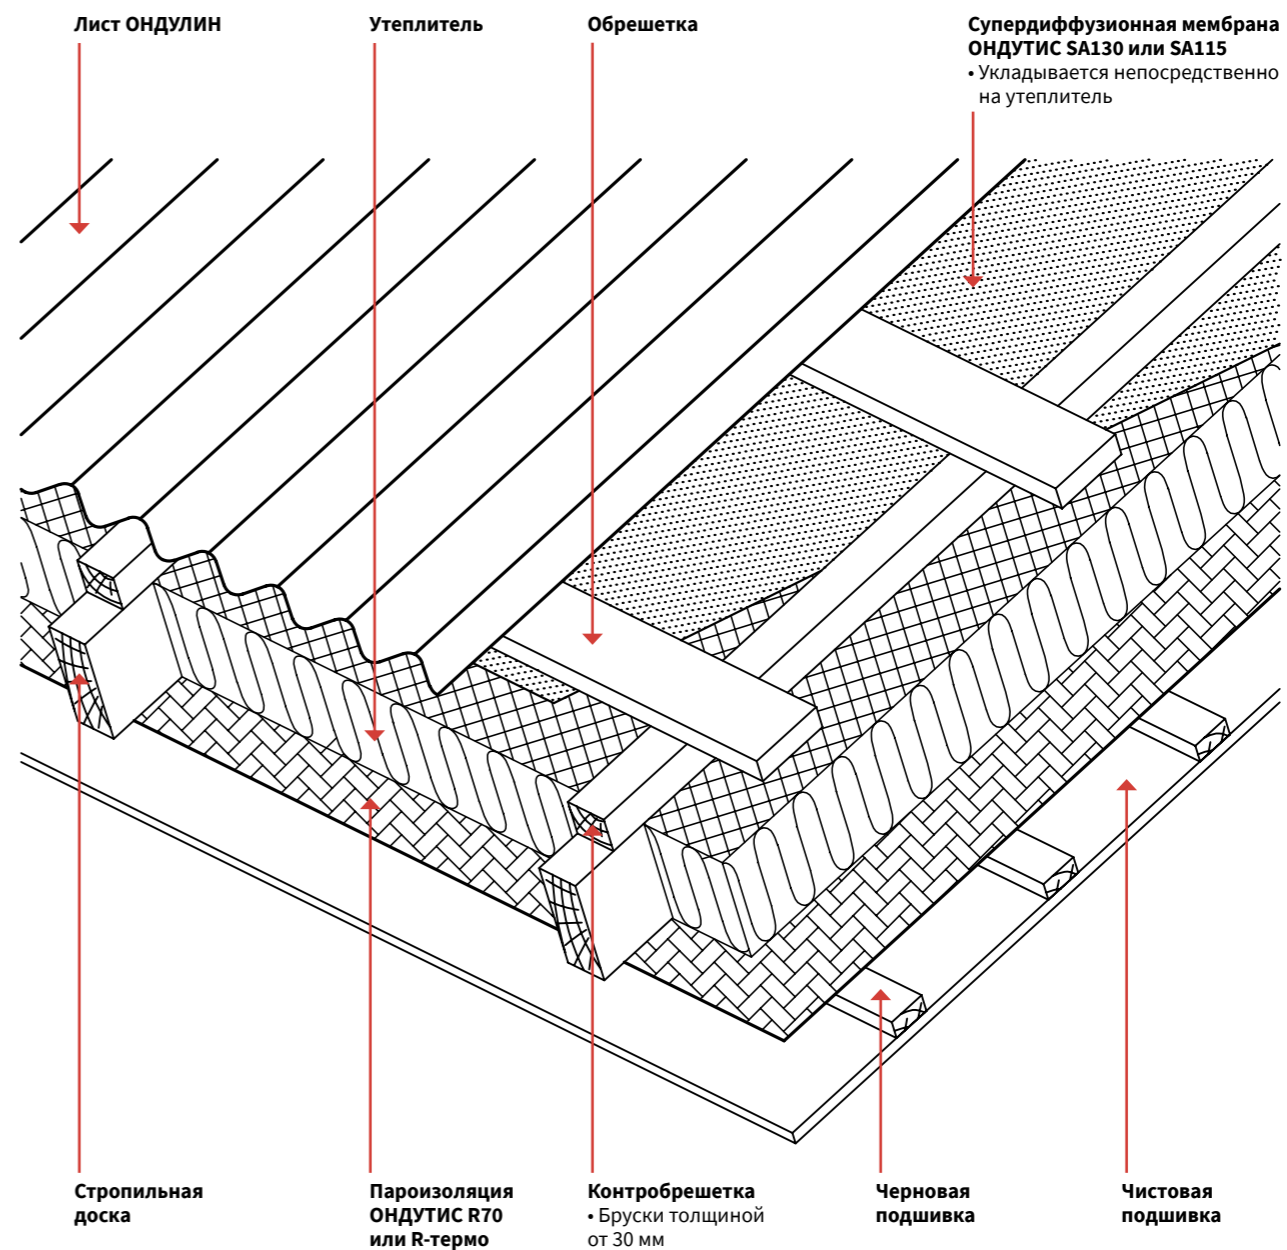 Лист ОНДУЛИН
Утеплитель
Обрешетка
Супердиффузионная мембрана
ОНДУТИС SA130 или SA115
• Укладывается непосредственно
на утеплитель
Стропильная
доска
Пароизоляция
ОНДУТИС R70
или R-термо
Контробрешетка
• Бруски толщиной
от 30 мм
Черновая
подшивка
Чистовая
подшивка